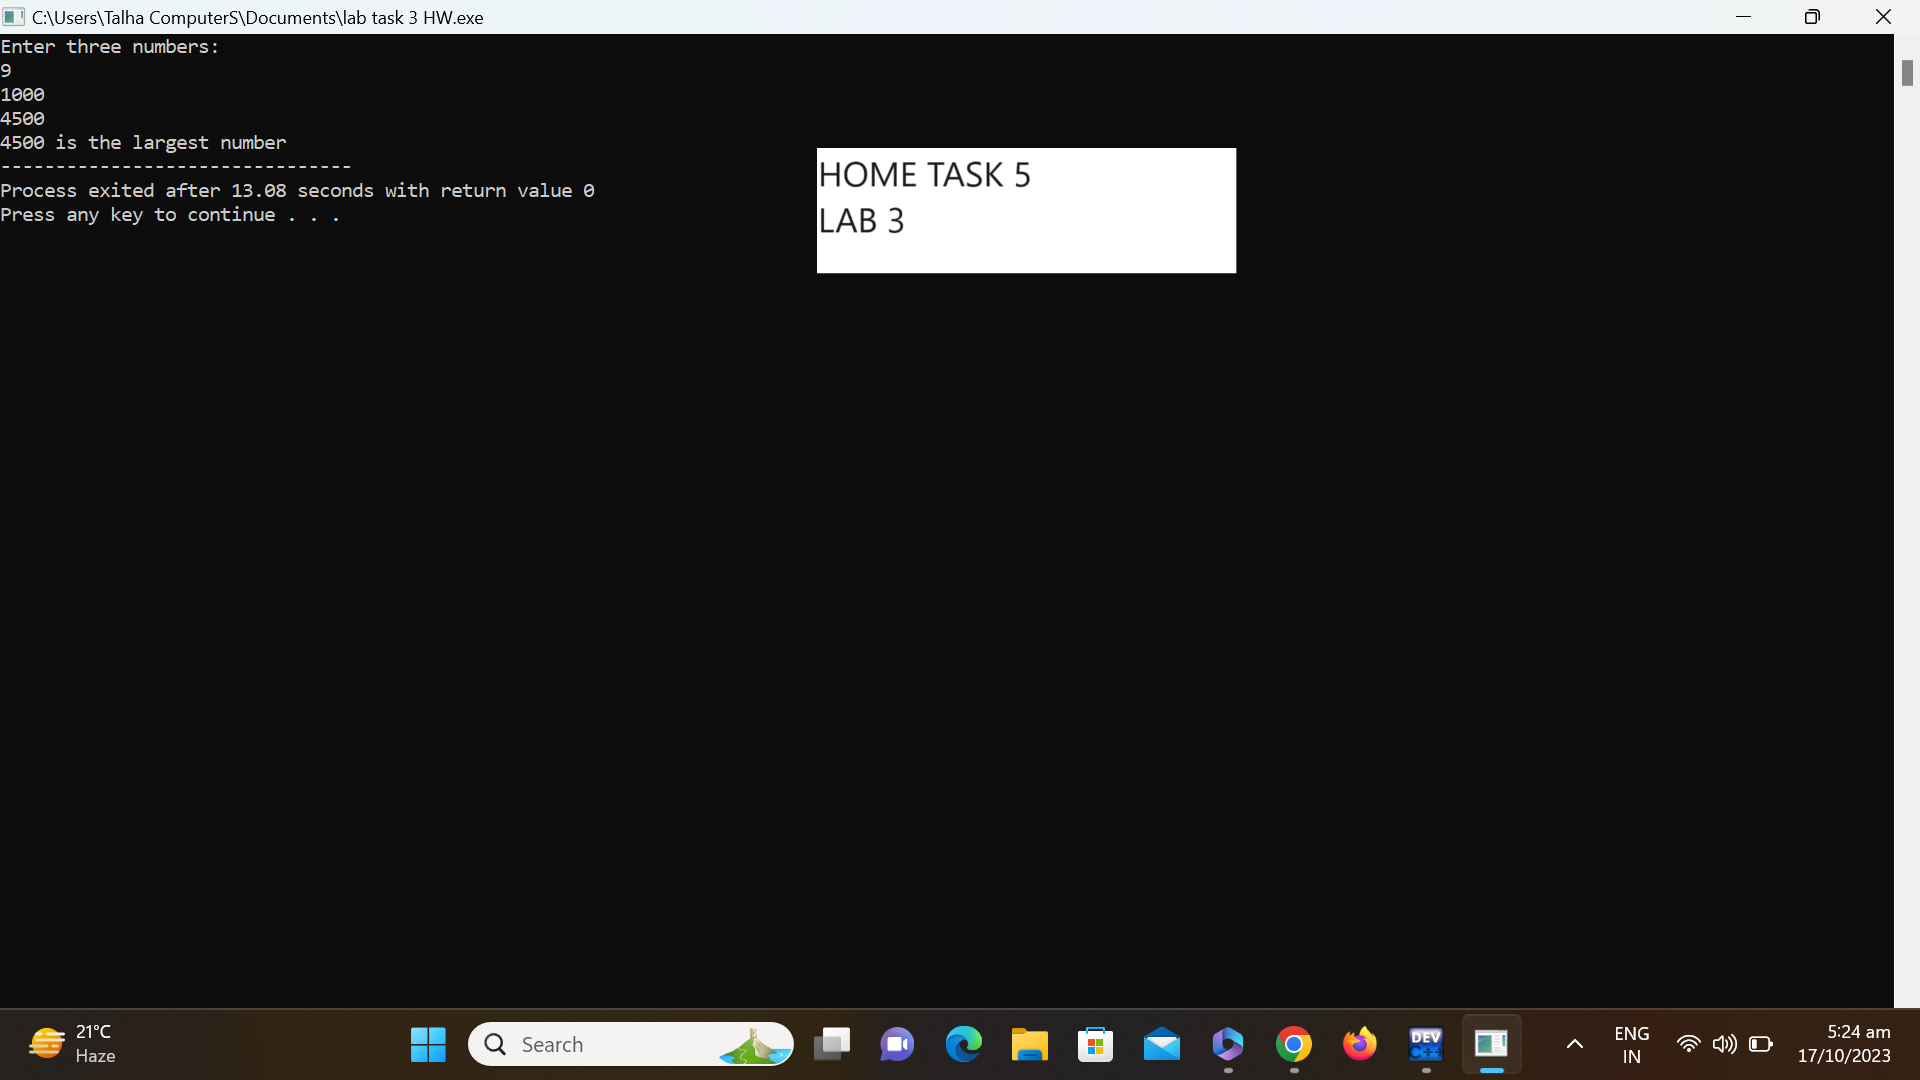 C:\Users\Talha ComputerS\Documents\lab task 3 HW.exe
Enter three numbers:
9
1000
4500
4500 is the largest number
--------------------------------
Process exited after 13.08 seconds with return value 0
Press any key to continue . . .
HOME TASK 5
LAB 3
21°C
Haze
Search
DEV
C++
ENG
IN
5:24 am
17/10/2023